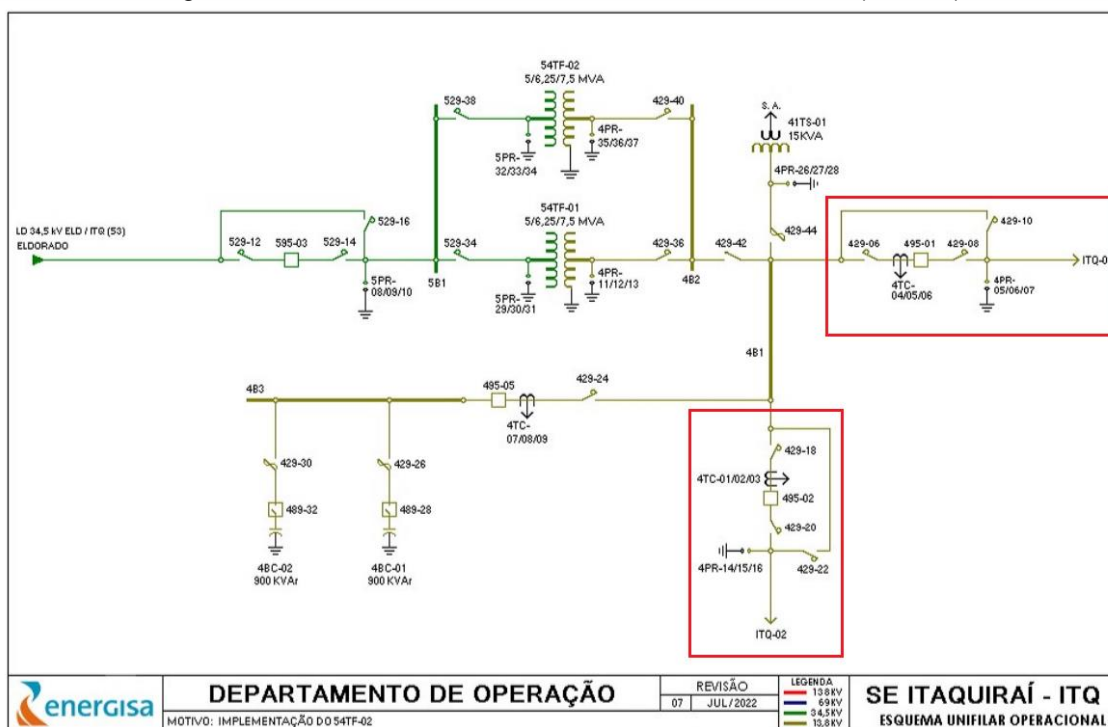 54TF-02
5/6,25/7,5 MVA
529-38
429-40
5PR-
32/33/34
4PR-
35/36/37
S. A.
41TS-01
15KVA
4PR-26/27/28
LD 34,5 kV ELD / ITQ (53)
ELDORADO
529-16
529-12
595-03
529-14
5PR-
08/09/10
5B1
529-34
54TF-01
5/6,25/7,5 MVA
5PR-
29/30/31
4PR-
11/12/13
429-36
4B2
429-42
429-44
429-10
429-06
495-01
429-08
4TC-
04/05/06
4PR-
05/06/07
ITQ-0
4B1
4B3
495-05
429-24
4TC-
07/08/09
429-30
429-26
489-32
489-28
4BC-02
900 KVAr
4BC-01
900 KVAr
429-18
4TC-01/02/03
495-02
429-20
4PR-14/15/16
429-22
ITQ-02
energisa
DEPARTAMENTO DE OPERAÇÃO
MOTIVO: IMPLEMENTAÇÃO DO 54TF-02
REVISÃO
07 JUL/2022
LEGENDA
138KV
69KV
34,5KV
13,8KV
SE ITAQUIRAÍ - ITQ
ESQUEMA UNIFILAR OPERACIONAL